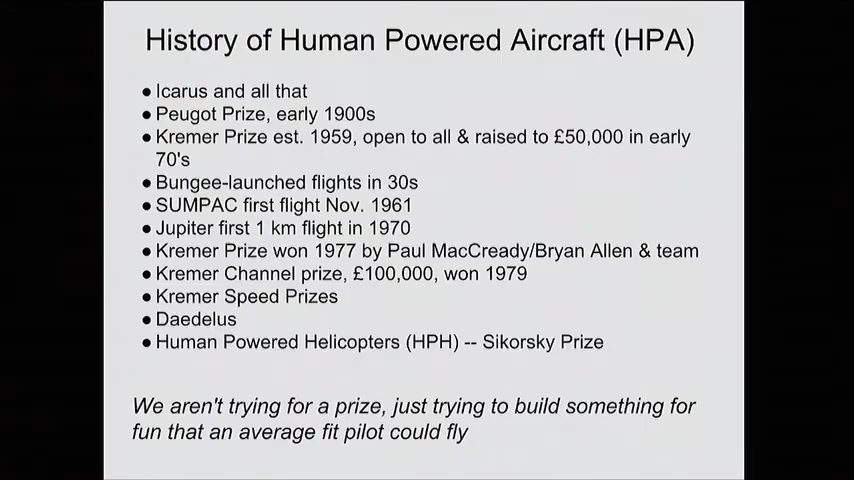 History of Human Powered Aircraft (HPA)
● Icarus and all that
● Peugot Prize, early 1900s
● Kremer Prize est. 1959, open to all & raised to £50,000 in early
70's
● Bungee-launched flights in 30s
● SUMPAC first flight Nov. 1961
● Jupiter first 1 km flight in 1970
● Kremer Prize won 1977 by Paul MacCready/Bryan Allen & team
● Kremer Channel prize, £100,000, won 1979
● Kremer Speed Prizes
● Daedelus
● Human Powered Helicopters (HPH) -- Sikorsky Prize
We aren't trying for a prize, just trying to build something for
fun that an average fit pilot could fly